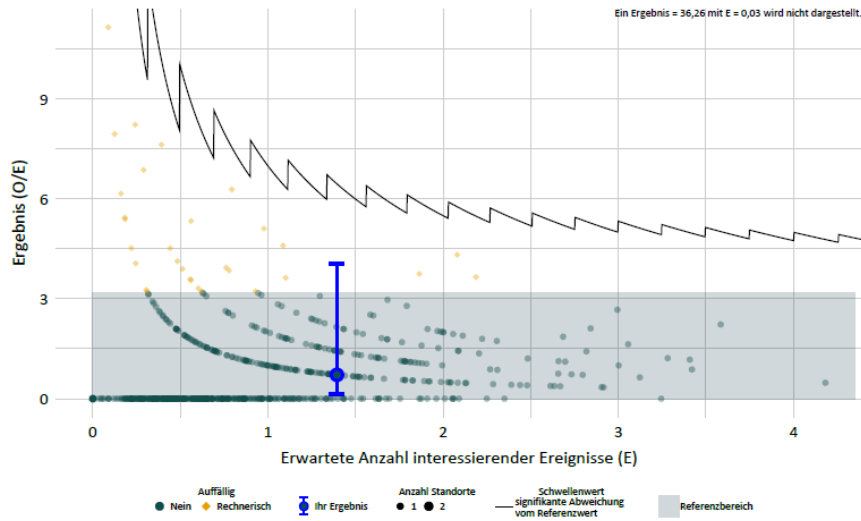 Ein Ergebnis = 36,26 mit E = 0,03 wird nicht dargestellt.
9
6
3
0
Ergebnis (O/E)
0
1
2
3
4
Erwartete Anzahl interessierender Ereignisse (E)
Auffällig
Nein
Rechnerisch
Ihr Ergebnis
Anzahl Standorte
1
2
Schwellenwert
signifikante Abweichung
vom Referenzwert
Referenzbereich